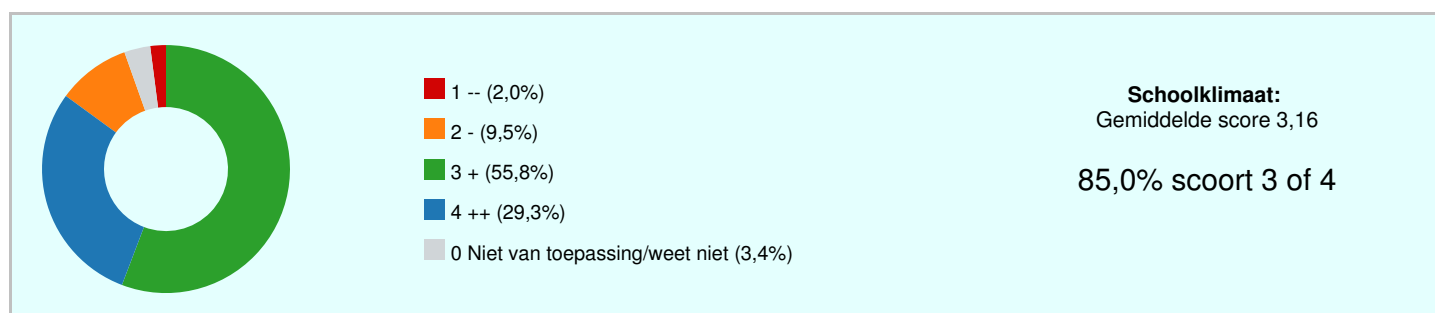 1 -- (2,0%)
2 - (9,5%)
3 + (55,8%)
4 ++ (29,3%)
0 Niet van toepassing/weet niet (3,4%)
Schoolklimaat:
Gemiddelde score 3,16
85,0% scoort 3 of 4